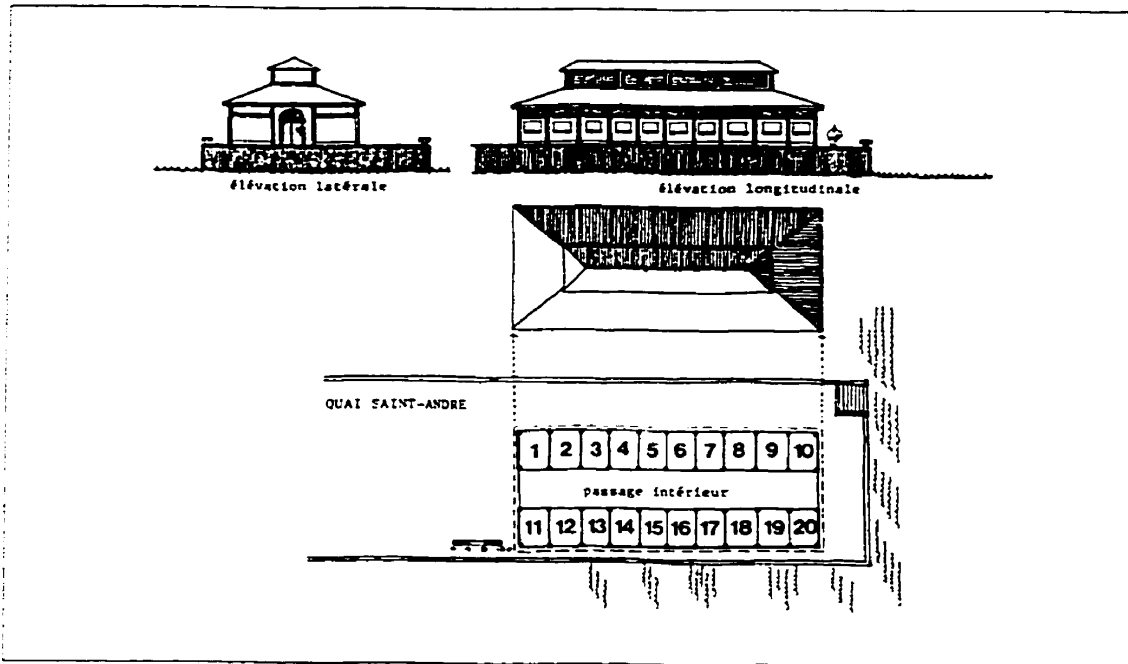 élévation latérale
élévation longitudinale
QUAI SAINT-ANDRE
1 2 3 4 5 6 7 8 9 10
passage intérieur
11 12 13 14 15 16 17 18 19 20